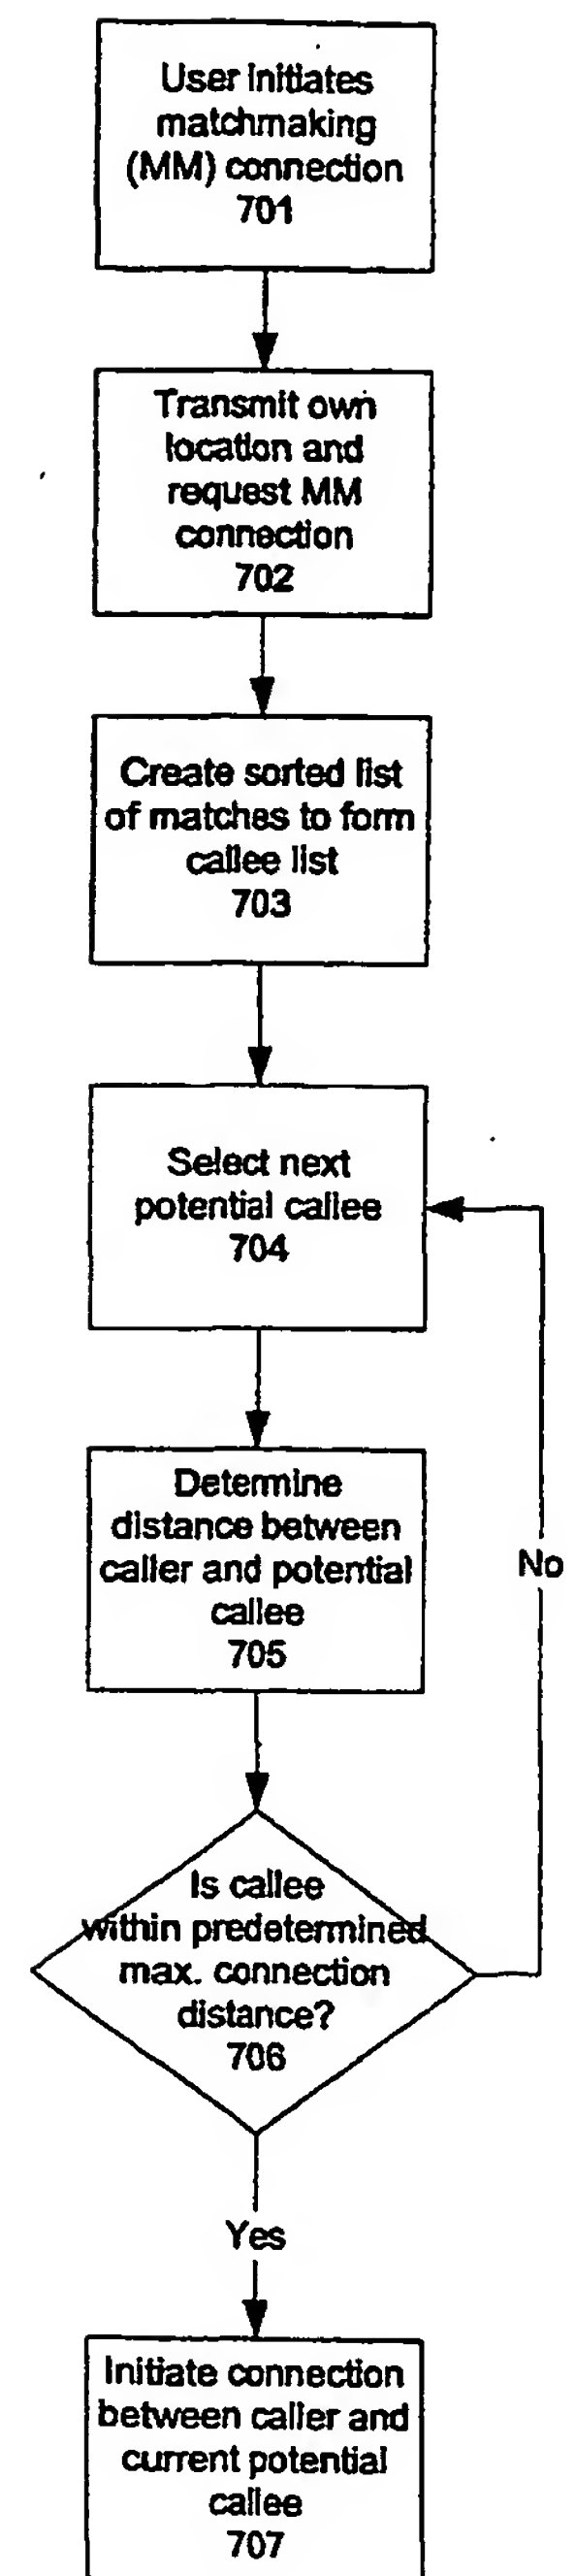 User initiates
matchmaking
(MM) connection
701
Transmit own
location and
request MM
connection
702
Create sorted list
of matches to form
callee list
703
Select next
potential callee
704
Determine
distance between
caller and potential
callee
705
No
Is callee
within predetermined
max. connection
distance?
706
Yes
Initiate connection
between caller and
current potential
callee
707